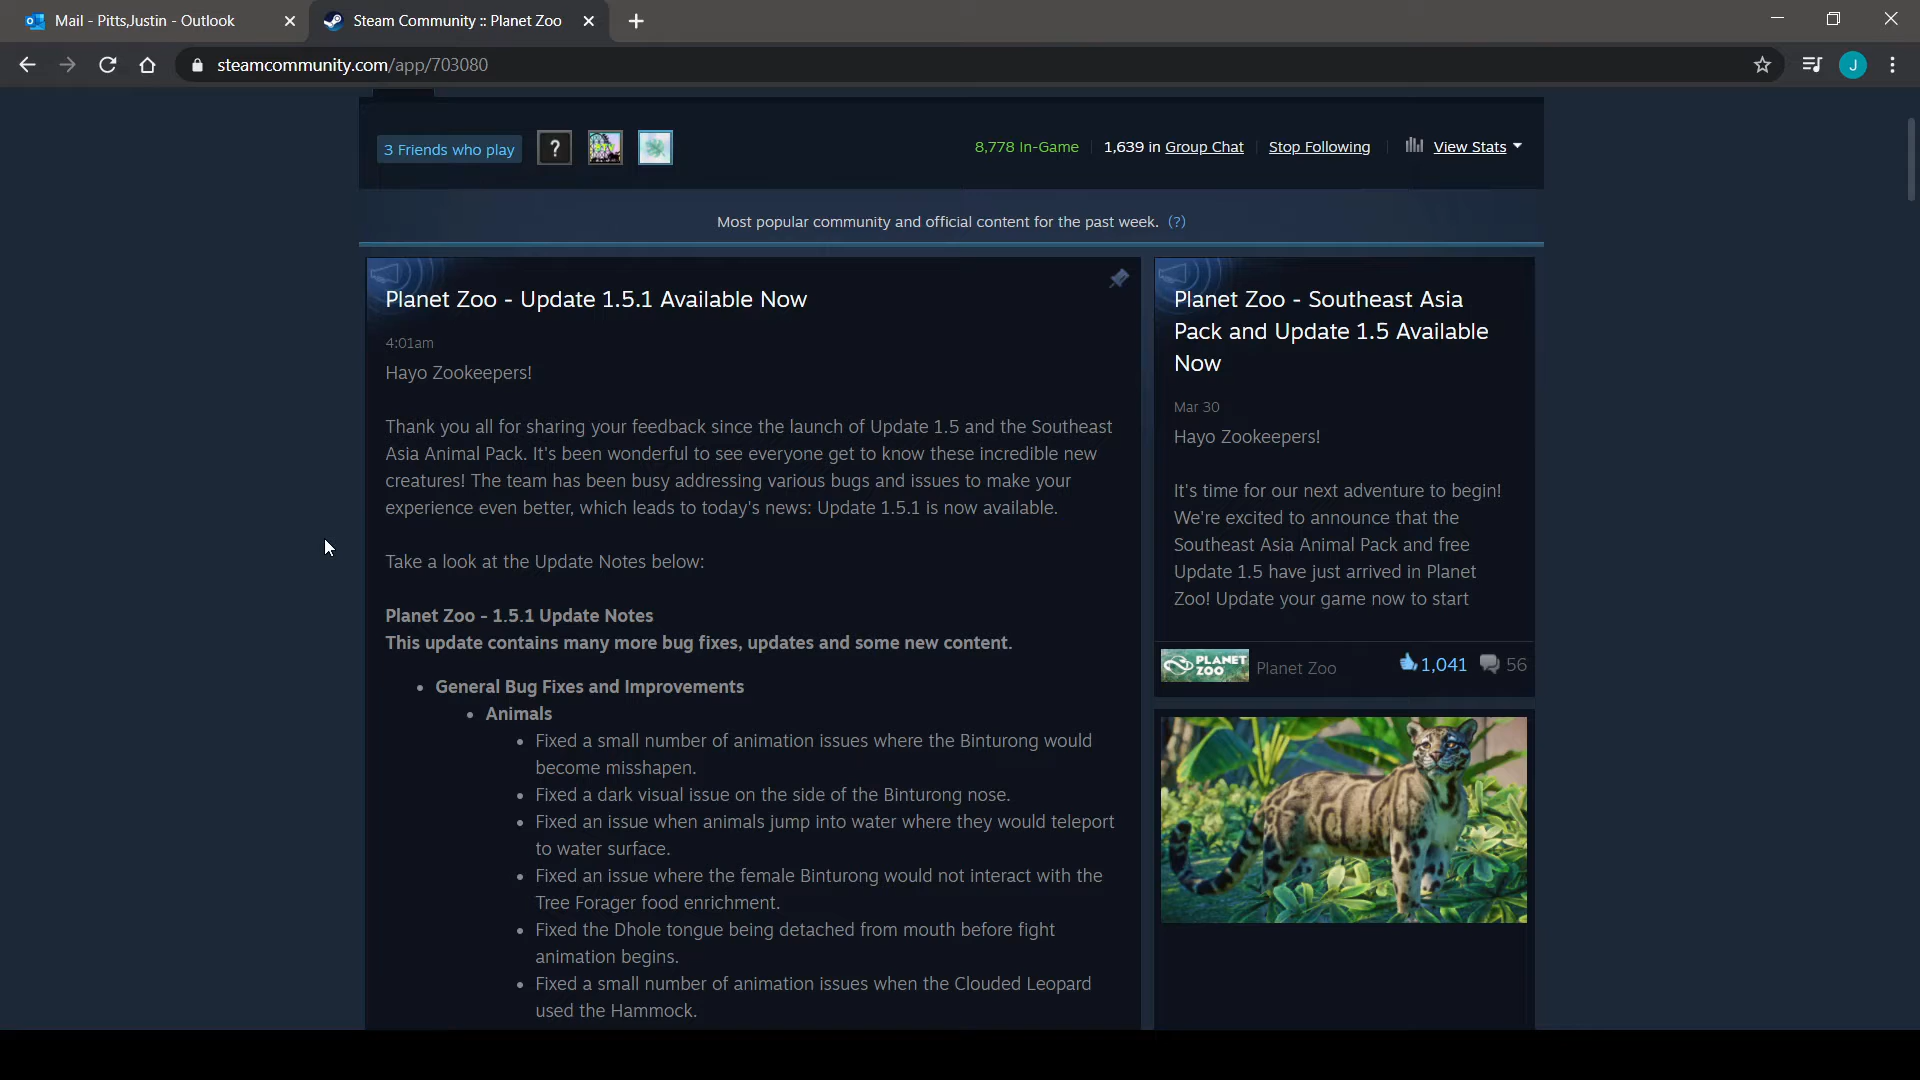 Mail - Pitts,Justin - Outlook
Steam Community :: Planet Zoo
steamcommunity.com/app/703080
J
3 Friends who play
?
8,778 In-Game
1,639 in Group Chat
Stop Following
View Stats
Most popular community and official content for the past week. (?)
Planet Zoo - Update 1.5.1 Available Now
4:01am
Hayo Zookeepers!
Thank you all for sharing your feedback since the launch of Update 1.5 and the Southeast
Asia Animal Pack. It's been wonderful to see everyone get to know these incredible new
creatures! The team has been busy addressing various bugs and issues to make your
experience even better, which leads to today's news: Update 1.5.1 is now available.
Take a look at the Update Notes below:
Planet Zoo - 1.5.1 Update Notes
This update contains many more bug fixes, updates and some new content.
• General Bug Fixes and Improvements
• Animals
• Fixed a small number of animation issues where the Binturong would
become misshapen.
• Fixed a dark visual issue on the side of the Binturong nose.
• Fixed an issue when animals jump into water where they would teleport
to water surface.
• Fixed an issue where the female Binturong would not interact with the
Tree Forager food enrichment.
• Fixed the Dhole tongue being detached from mouth before fight
animation begins.
• Fixed a small number of animation issues when the Clouded Leopard
used the Hammock.
Planet Zoo - Southeast Asia
Pack and Update 1.5 Available
Now
Mar 30
Hayo Zookeepers!
It's time for our next adventure to begin!
We're excited to announce that the
Southeast Asia Animal Pack and free
Update 1.5 have just arrived in Planet
Zoo! Update your game now to start
PLANET
ZOO
Planet Zoo
1,041
56